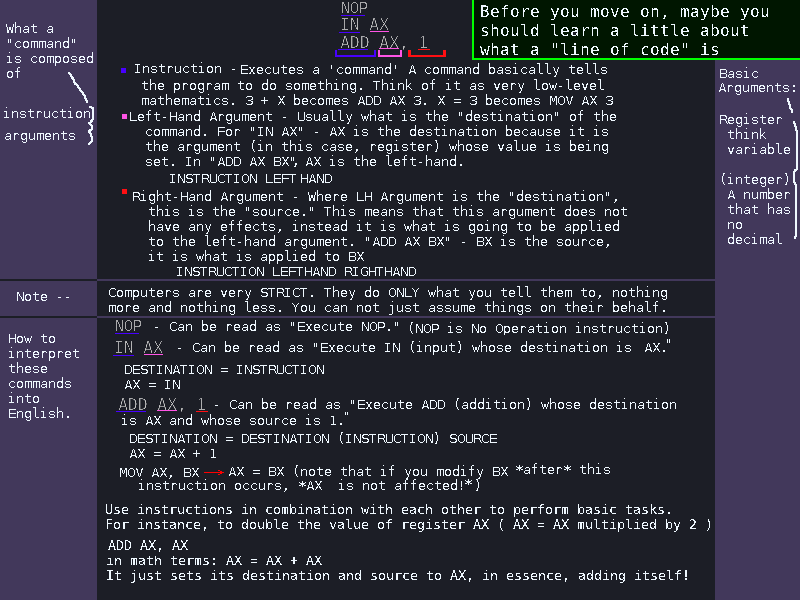 What a
"command"
is composed
of
instruction
arguments
NOP
IN AX
ADD AX, 1
Before you move on, maybe you
should learn a little about
what a "line of code" is
Instruction - Executes a 'command' A command basically tells
the program to do something. Think of it as very low-level
mathematics. 3 + X becomes ADD AX 3. X = 3 becomes MOV AX 3
Left-Hand Argument - Usually what is the "destination" of the
command. For "IN AX" - AX is the destination because it is
the argument (in this case, register) whose value is being
set. In "ADD AX BX", AX is the left-hand.
INSTRUCTION LEFTHAND
Right-Hand Argument - Where LH Argument is the "destination",
this is the "source." This means that this argument does not
have any effects, instead it is what is going to be applied
to the left-hand argument. "ADD AX BX" - BX is the source,
it is what is applied to BX
INSTRUCTION LEFTHAND RIGHTHAND
Basic
Arguments:
Register
think
variable
(integer)
A number
that has
no
decimal
Note --
Computers are very STRICT. They do ONLY what you tell them to, nothing
more and nothing less. You can not just assume things on their behalf.
How to
interpret
these
commands
into
English.
NOP - Can be read as "Execute NOP." (NOP is No Operation instruction)
IN AX - Can be read as "Execute IN (input) whose destination is AX."
DESTINATION = INSTRUCTION
AX = IN
ADD AX, 1 - Can be read as "Execute ADD (addition) whose destination
is AX and whose source is 1."
DESTINATION = DESTINATION (INSTRUCTION) SOURCE
AX = AX + 1
MOV AX, BX → AX = BX (note that if you modify BX *after* this
instruction occurs, *AX is not affected!*)
Use instructions in combination with each other to perform basic tasks.
For instance, to double the value of register AX ( AX = AX multiplied by 2 )
ADD AX, AX
in math terms: AX = AX + AX
It just sets its destination and source to AX, in essence, adding itself!